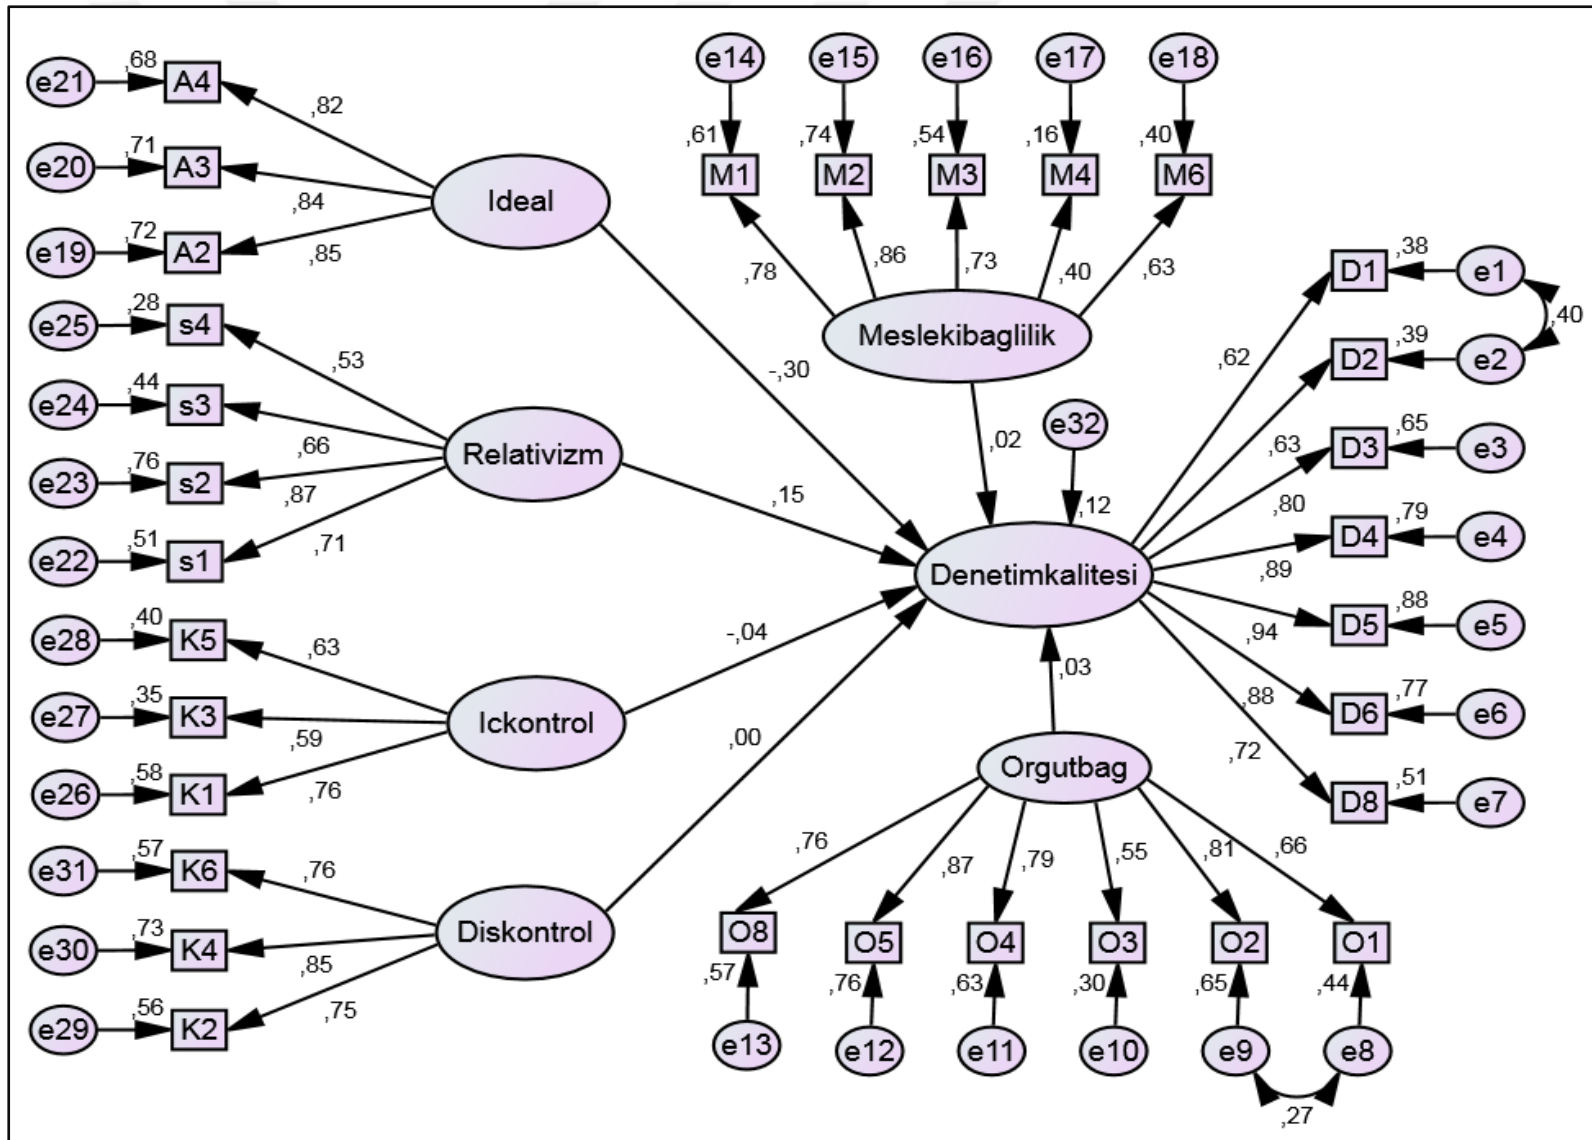 e21 ,68 A4
,82
e20 ,71 A3
,84
e19 ,72 A2
,85
Ideal
-,30
e25 ,28 s4
,53
e24 ,44 s3
,66
e23 ,76 s2
,87
e22 ,51 s1
,71
Relativizm
,15
e28 ,40 K5
,63
e27 ,35 K3
,59
e26 ,58 K1
,76
Ickontrol
-,04
e31 ,57 K6
,76
e30 ,73 K4
,85
e29 ,56 K2
,75
Diskontrol
,00
e14 e15 e16 e17 e18
,61 ,74 ,54 ,16 ,40
M1 M2 M3 M4 M6
,78 ,86 ,73 ,40 ,63
Meslekibaglilik
,02
e32
,12
Denetimkalitesi
,62 D1 ,38 e1
,40
,63 D2 ,39 e2
,80 D3 ,65 e3
,89 D4 ,79 e4
,94 D5 ,88 e5
,88 D6 ,77 e6
,72 D8 ,51 e7
,03
Orgutbag
,76 ,87 ,79 ,55 ,81 ,66
O8 O5 O4 O3 O2 O1
,57 ,76 ,63 ,30 ,65 ,44
e13 e12 e11 e10 e9 e8
,27